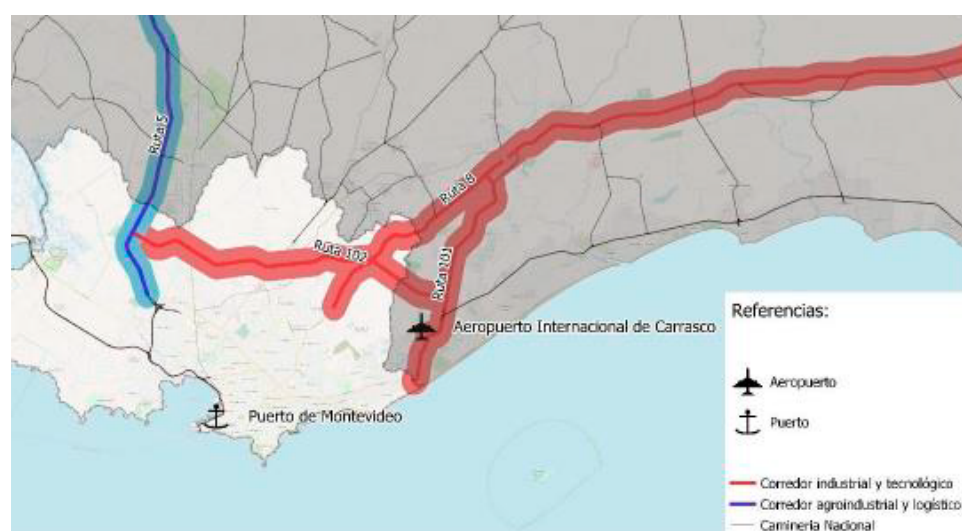 Ruta 5
Ruta 8
Ruta 102
Ruta 101
Aeropuerto Internacional de Carrasco
Puerto de Montevideo
Referencias:
Aeropuerto
Puerto
Corredor industrial y tecnológico
Corredor agroindustrial y logístico
Caminería Nacional